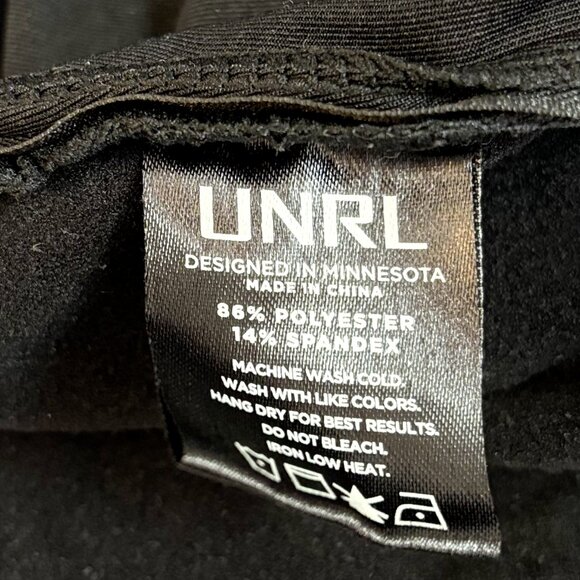 UNRL
DESIGNED IN MINNESOTA
MADE IN CHINA
86% POLYESTER
14% SPANDEX
MACHINE WASH COLD.
WASH WITH LIKE COLORS.
HANG DRY FOR BEST RESULTS.
DO NOT BLEACH.
IRON LOW HEAT.